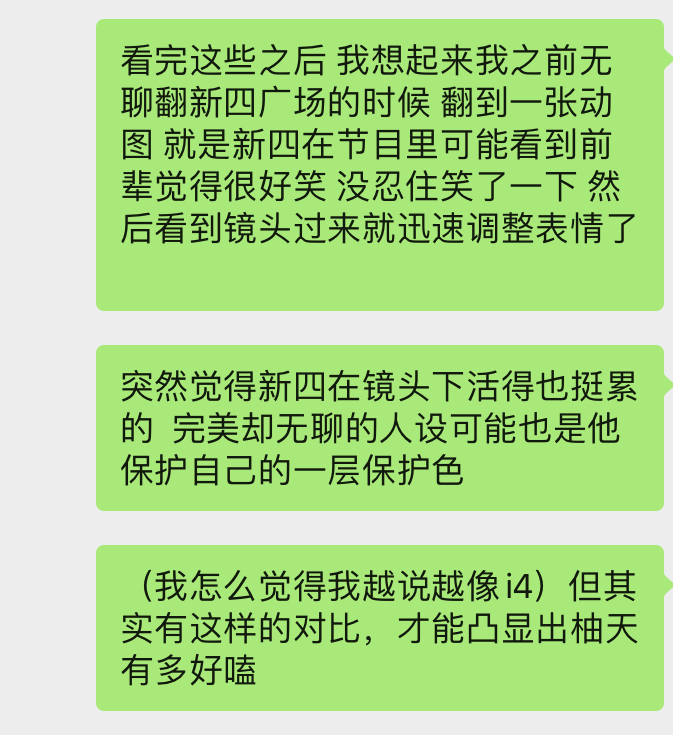 看完这些之后 我想起来我之前无
聊翻新四广场的时候 翻到一张动
图 就是新四在节目里可能看到前
辈觉得很好笑 没忍住笑了一下 然
后看到镜头过来就迅速调整表情了
突然觉得新四在镜头下活得也挺累
的  完美却无聊的人设可能也是他
保护自己的一层保护色
（我怎么觉得我越说越像i4）但其
实有这样的对比，才能凸显出柚天
有多好嗑